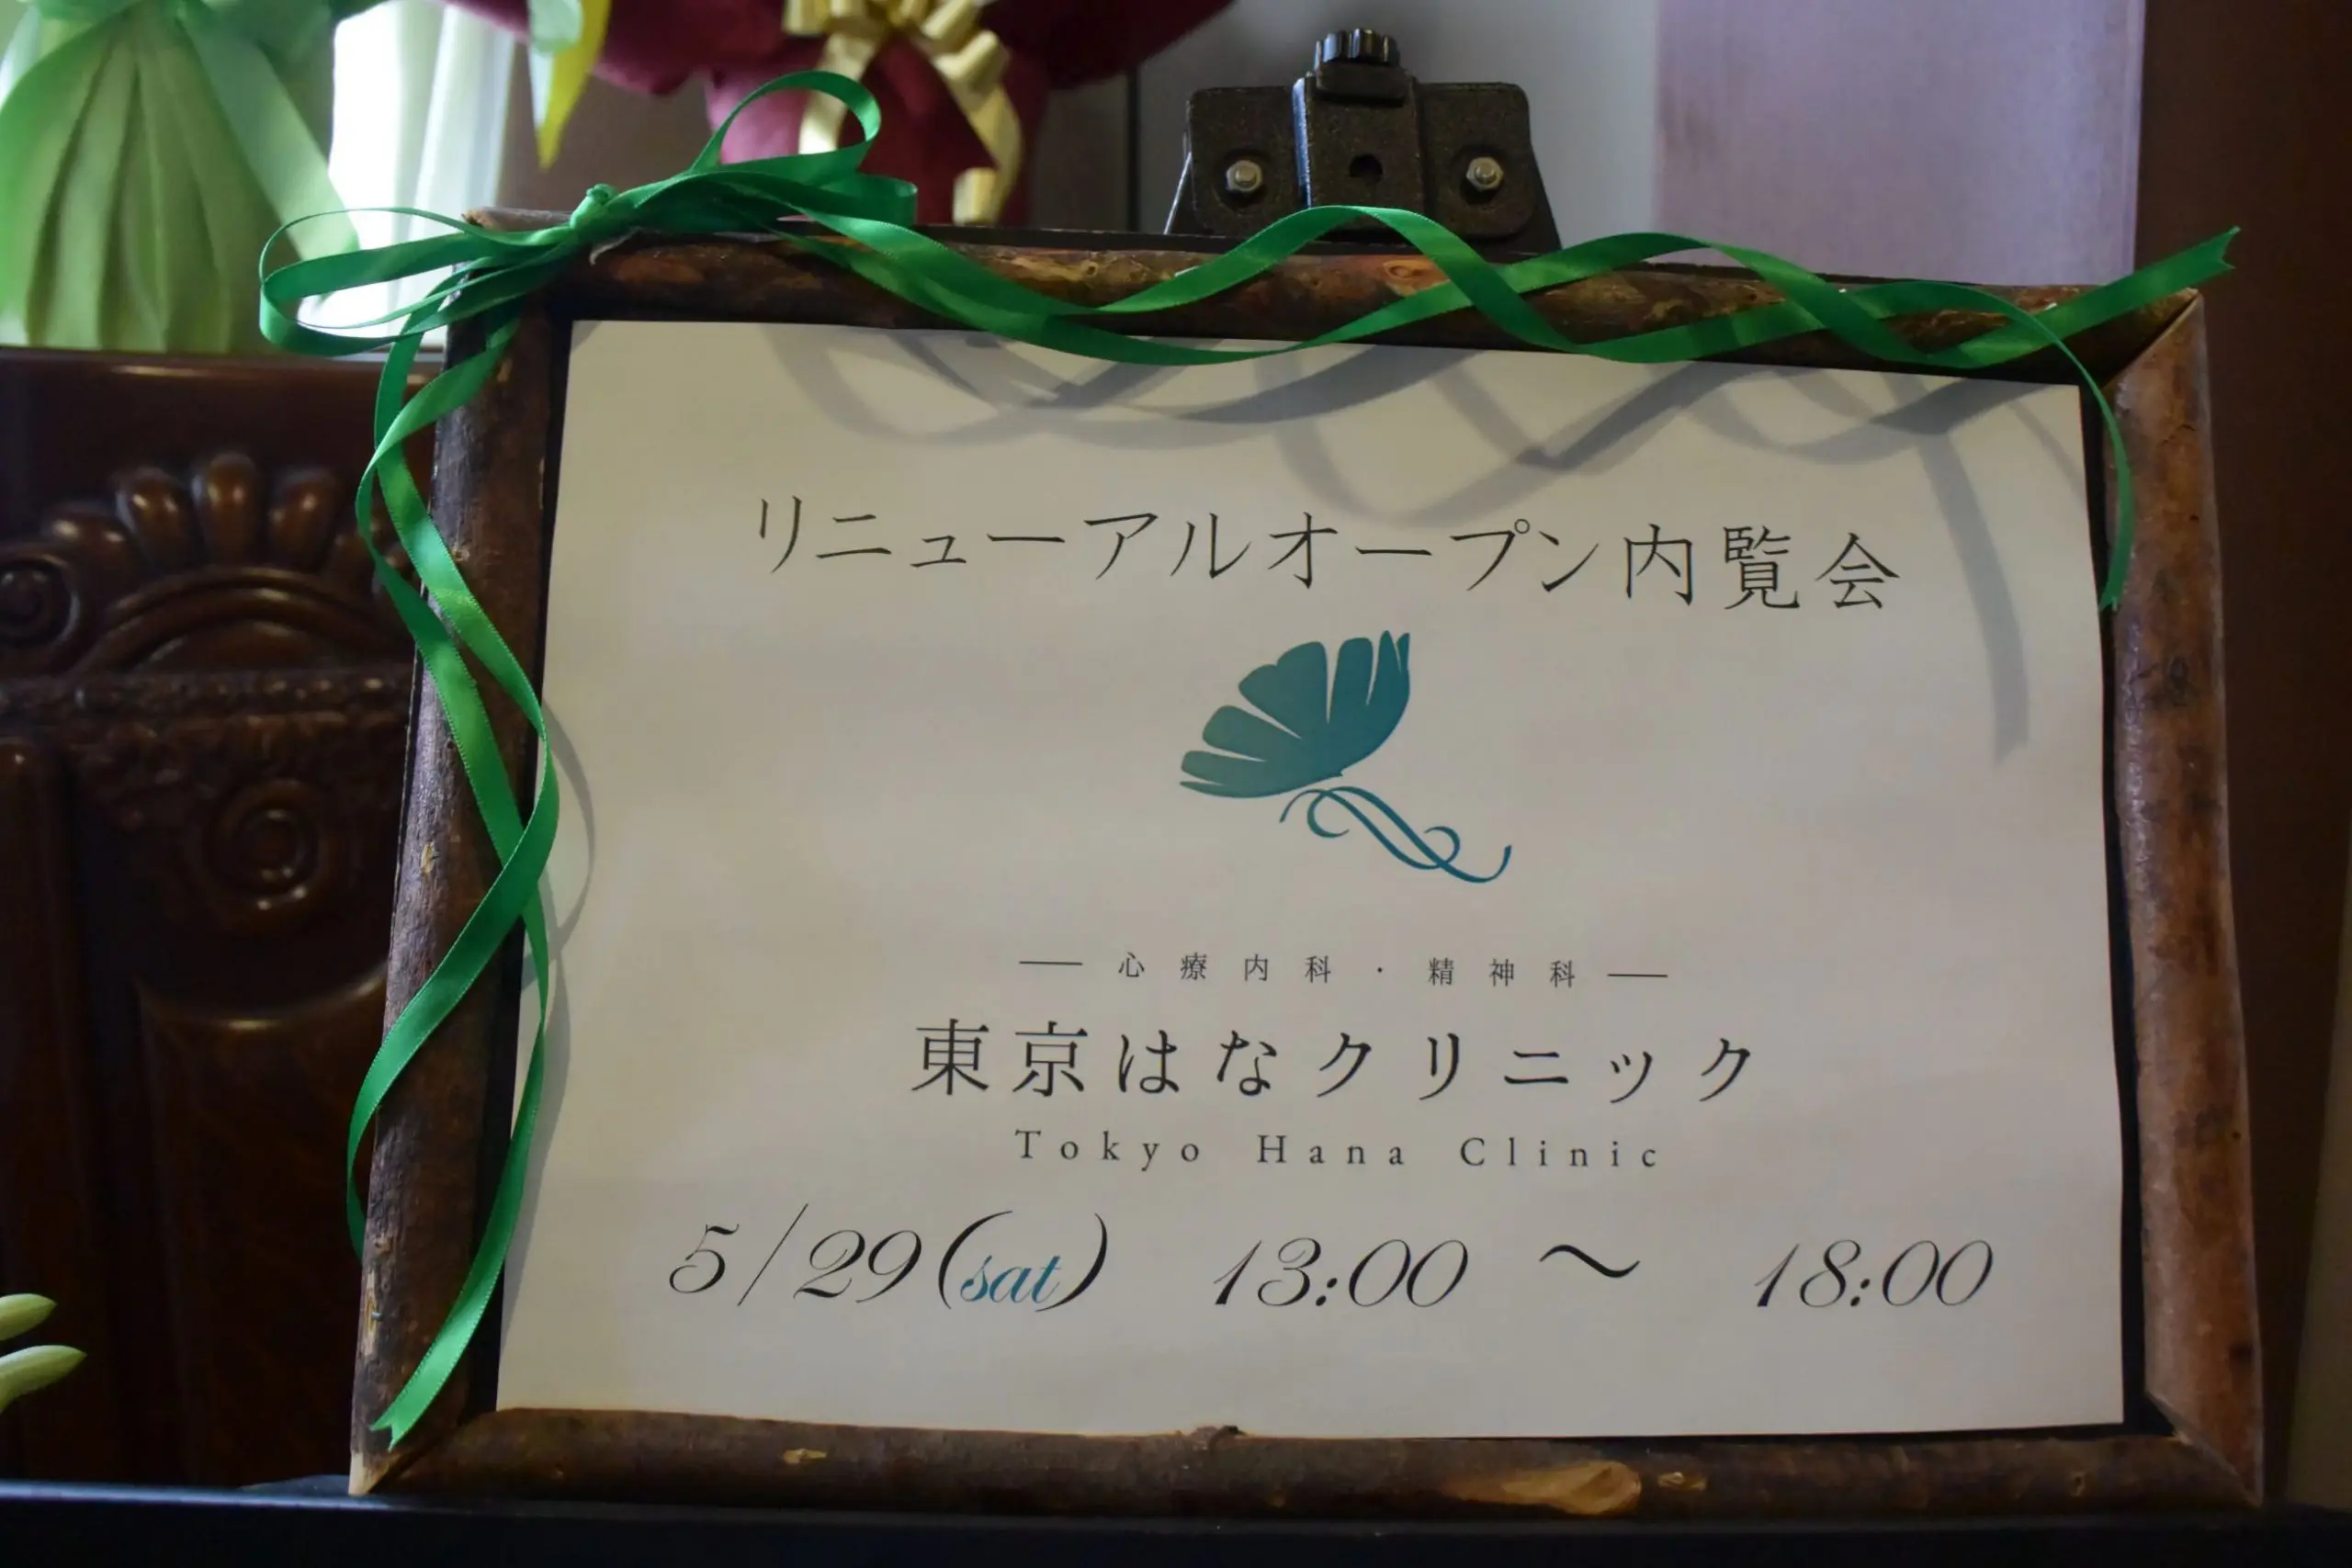 リニューアルオープン内覧会
心療内科・精神科
東京はなクリニック
Tokyo Hana Clinic
5/29(sat) 13:00 ～ 18:00